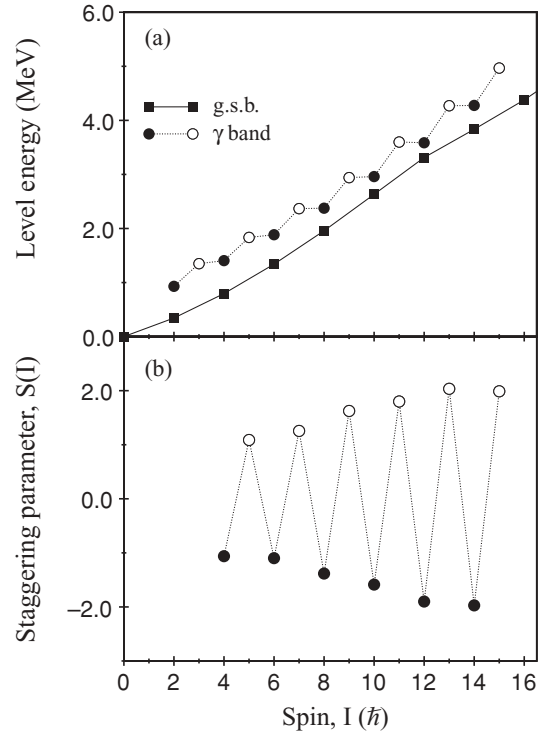 6.0
(a)
g.s.b.
γ band
4.0
2.0
0.0
Level energy (MeV)
(b)
2.0
0.0
−2.0
Staggering parameter, S(I)
0 2 4 6 8 10 12 14 16
Spin, I (ℏ)